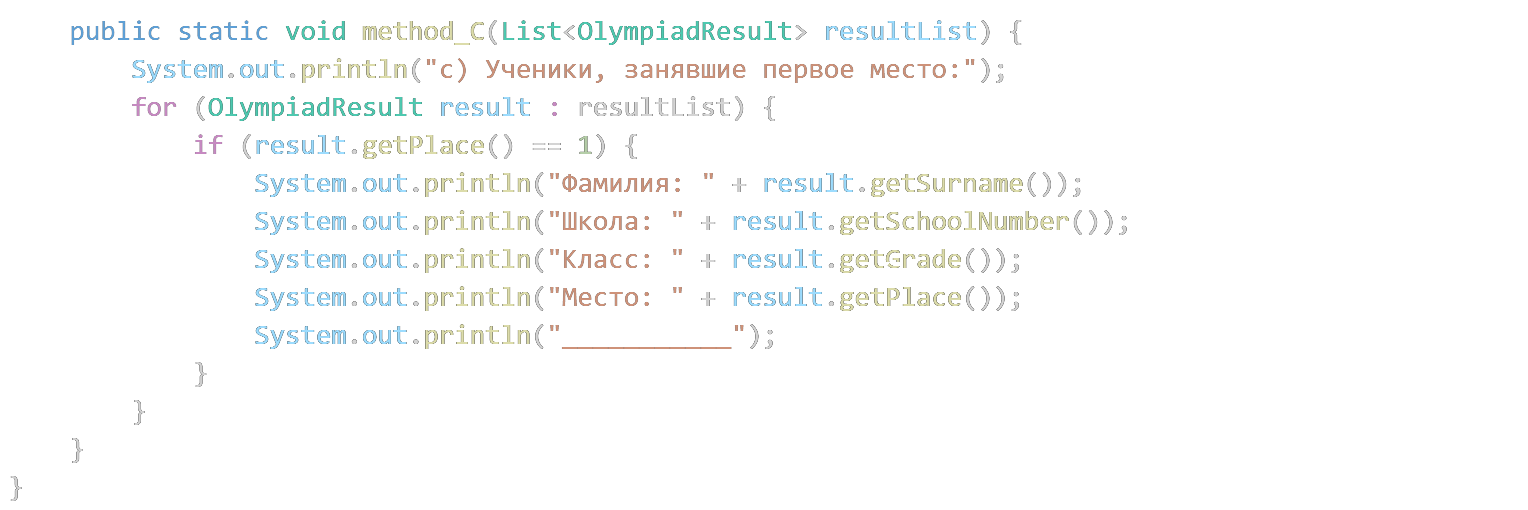 public static void method_C(List<OlympiadResult> resultList) {
System.out.println("c) Ученики, занявшие первое место:");
for (OlympiadResult result : resultList) {
if (result.getPlace() == 1) {
System.out.println("Фамилия: " + result.getSurname());
System.out.println("Школа: " + result.getSchoolNumber());
System.out.println("Класс: " + result.getGrade());
System.out.println("Место: " + result.getPlace());
System.out.println("___________");
}
}
}
}